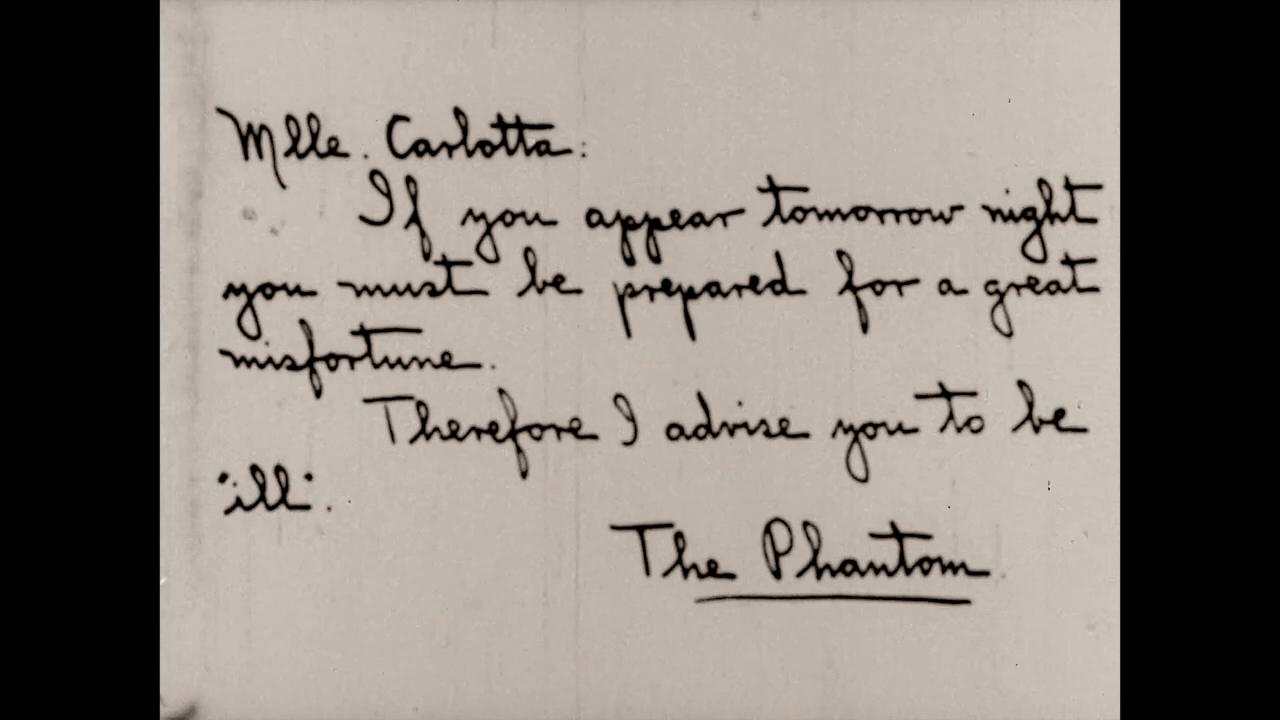 Mlle. Carlotta:
If you appear tomorrow night
you must be prepared for a great
misfortune.
Therefore I advise you to be
"ill".
The Phantom